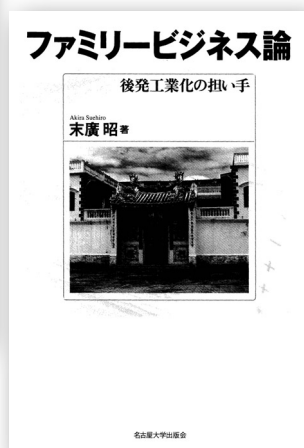 ファミリービジネス論
後発工業化の担い手
Akira Suehiro
末廣 昭著
名古屋大学出版会